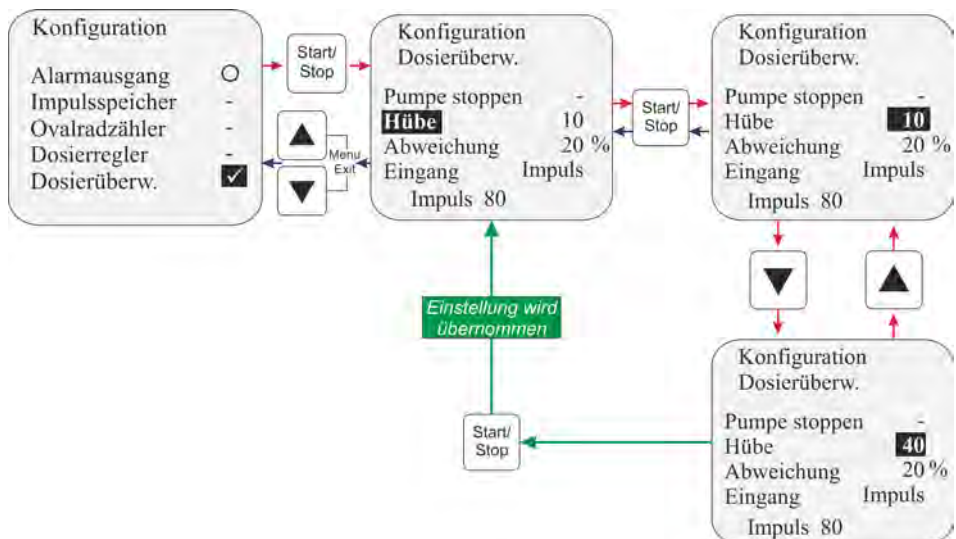 Konfiguration
Alarmausgang O
Impulsspeicher -
Ovalradzähler -
Dosierregler -
Dosierüberw. ✓
Start/
Stop
Menu
Exit
Konfiguration
Dosierüberw.
Pumpe stoppen -
Hübe 10
Abweichung 20 %
Eingang Impuls
Impuls 80
Start/
Stop
Konfiguration
Dosierüberw.
Pumpe stoppen -
Hübe 10
Abweichung 20 %
Eingang Impuls
Impuls 80
Einstellung wird
übernommen
Start/
Stop
Konfiguration
Dosierüberw.
Pumpe stoppen -
Hübe 40
Abweichung 20 %
Eingang Impuls
Impuls 80